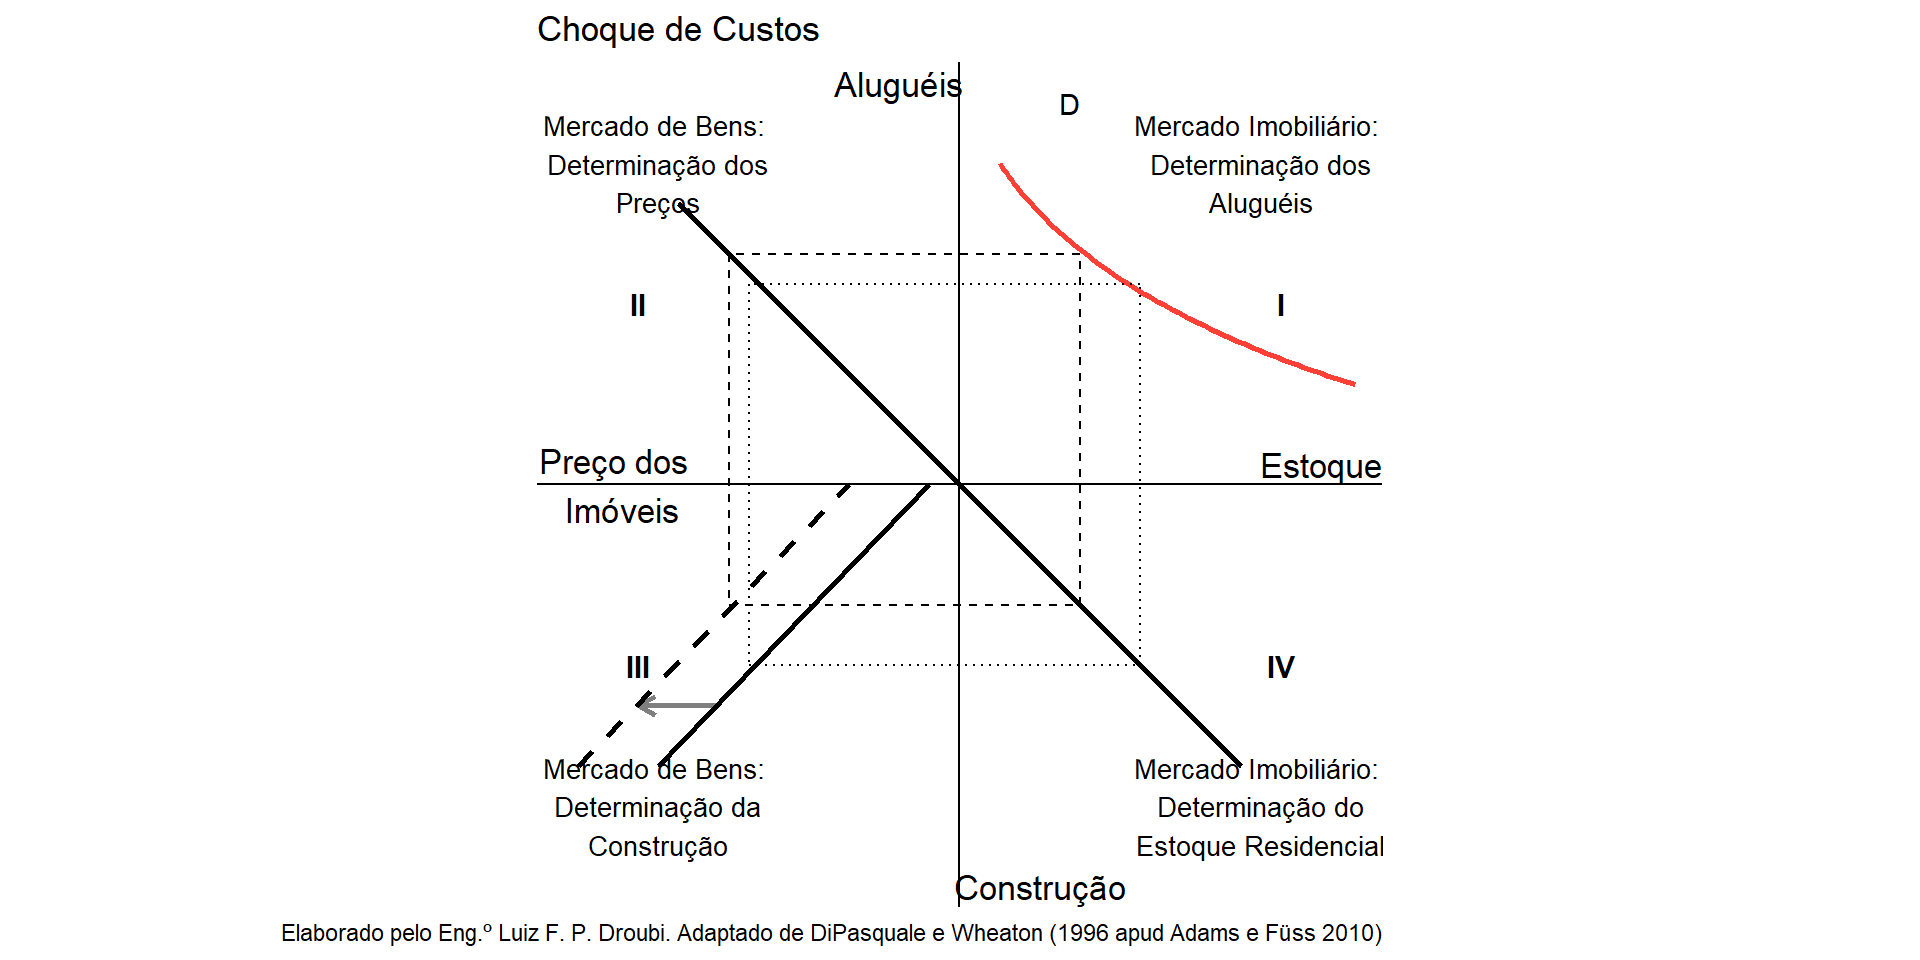 Choque de Custos
Aluguéis
D
Mercado de Bens:
Determinação dos
Preços
Mercado Imobiliário:
Determinação dos
Aluguéis
II
I
Preço dos
Imóveis
Estoque
III
IV
Mercado de Bens:
Determinação da
Construção
Mercado Imobiliário:
Determinação do
Estoque Residencial
Construção
Elaborado pelo Eng.º Luiz F. P. Droubi. Adaptado de DiPasquale e Wheaton (1996 apud Adams e Füss 2010)